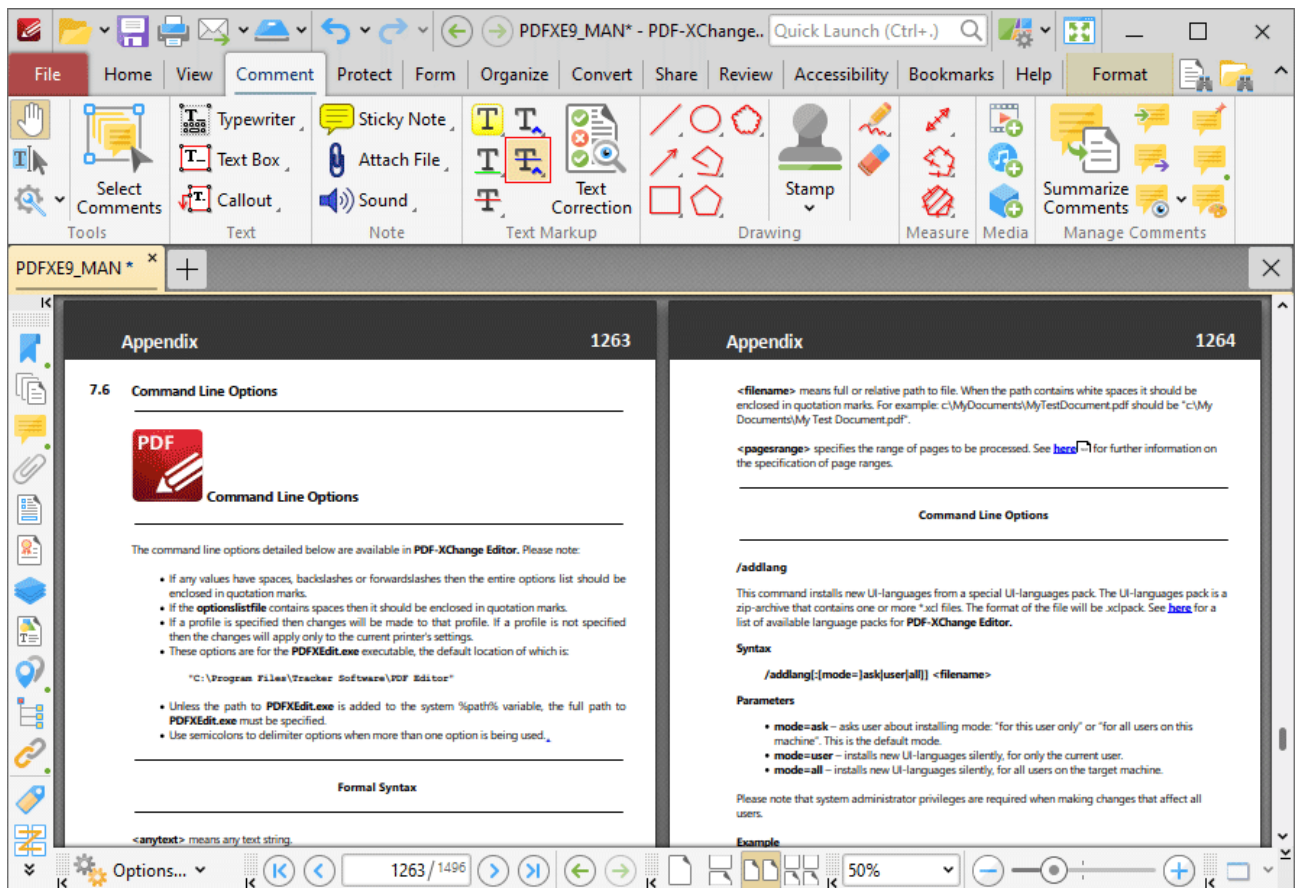 PDFXE9_MAN* - PDF-XChange..
Quick Launch (Ctrl+.)
File Home View Comment Protect Form Organize Convert Share Review Accessibility Bookmarks Help Format
Typewriter
Text Box
Callout
Select
Comments
Sticky Note
Attach File
Sound
Text
Correction
Stamp
Summarize
Comments
Tools Text Note Text Markup Drawing Measure Media Manage Comments
PDFXE9_MAN *
Appendix 1263
7.6 Command Line Options
PDF
Command Line Options
The command line options detailed below are available in PDF-XChange Editor. Please note:
• If any values have spaces, backslashes or forwardslashes then the entire options list should be
enclosed in quotation marks.
• If the optionslistfile contains spaces then it should be enclosed in quotation marks.
• If a profile is specified then changes will be made to that profile. If a profile is not specified
then the changes will apply only to the current printer's settings.
• These options are for the PDFXEdit.exe executable, the default location of which is:
"C:\Program Files\Tracker Software\PDF Editor"
• Unless the path to PDFXEdit.exe is added to the system %path% variable, the full path to
PDFXEdit.exe must be specified.
• Use semicolons to delimiter options when more than one option is being used.
Formal Syntax
<anytext> means any text string.
Appendix 1264
<filename> means full or relative path to file. When the path contains white spaces it should be
enclosed in quotation marks. For example: c:\MyDocuments\MyTestDocument.pdf should be "c:\My
Documents\My Test Document.pdf".
<pagesrange> specifies the range of pages to be processed. See here for further information on
the specification of page ranges.
Command Line Options
/addlang
This command installs new UI-languages from a special UI-languages pack. The UI-languages pack is a
zip-archive that contains one or more *.xcl files. The format of the file will be .xclpack. See here for a
list of available language packs for PDF-XChange Editor.
Syntax
/addlang[:[mode=]ask|user|all)] <filename>
Parameters
• mode=ask – asks user about installing mode: "for this user only" or "for all users on this
machine". This is the default mode.
• mode=user – installs new UI-languages silently, for only the current user.
• mode=all – installs new UI-languages silently, for all users on the target machine.
Please note that system administrator privileges are required when making changes that affect all
users.
Example
Options... 1263 / 1496 50%